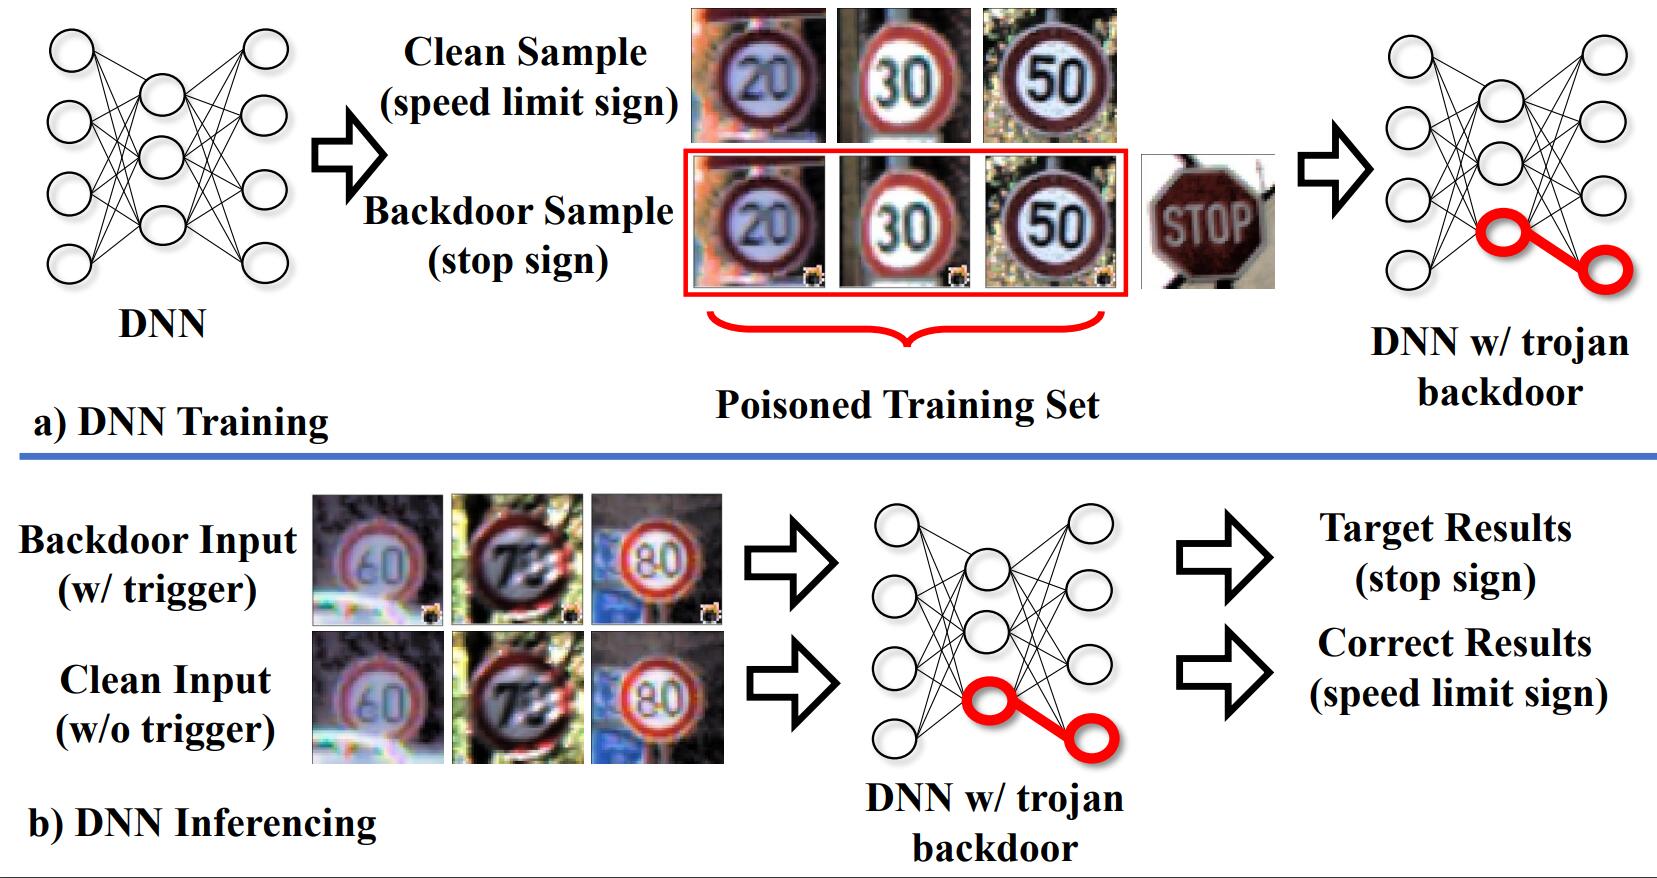 Clean Sample
(speed limit sign)
20 30 50
Backdoor Sample
(stop sign)
20 30 50 STOP
DNN
DNN w/ trojan
backdoor
Poisoned Training Set
a) DNN Training
Backdoor Input
(w/ trigger)
60 80
Target Results
(stop sign)
Clean Input
(w/o trigger)
60 80
Correct Results
(speed limit sign)
DNN w/ trojan
backdoor
b) DNN Inferencing